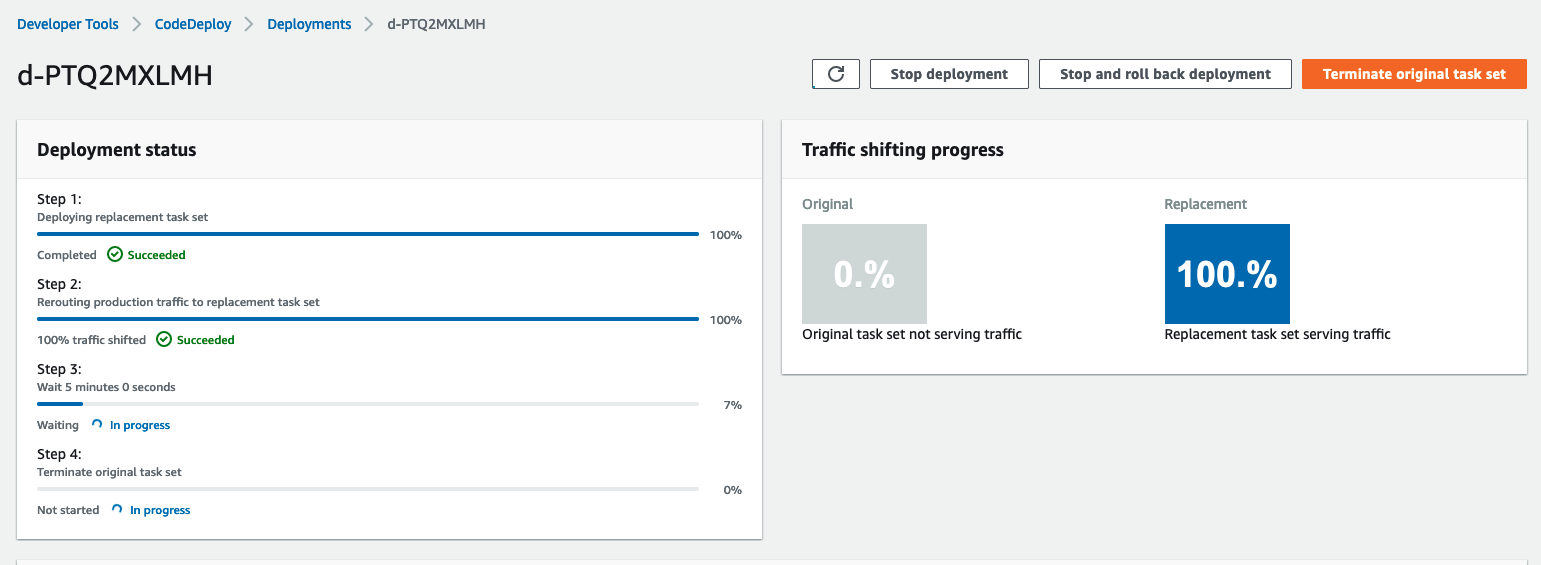 Developer Tools > CodeDeploy > Deployments > d-PTQ2MXLMH
d-PTQ2MXLMH
Stop deployment
Stop and roll back deployment
Terminate original task set
Deployment status
Step 1:
Deploying replacement task set
100%
Completed Succeeded
Step 2:
Rerouting production traffic to replacement task set
100%
100% traffic shifted Succeeded
Step 3:
Wait 5 minutes 0 seconds
7%
Waiting In progress
Step 4:
Terminate original task set
0%
Not started In progress
Traffic shifting progress
Original
0.%
Original task set not serving traffic
Replacement
100.%
Replacement task set serving traffic